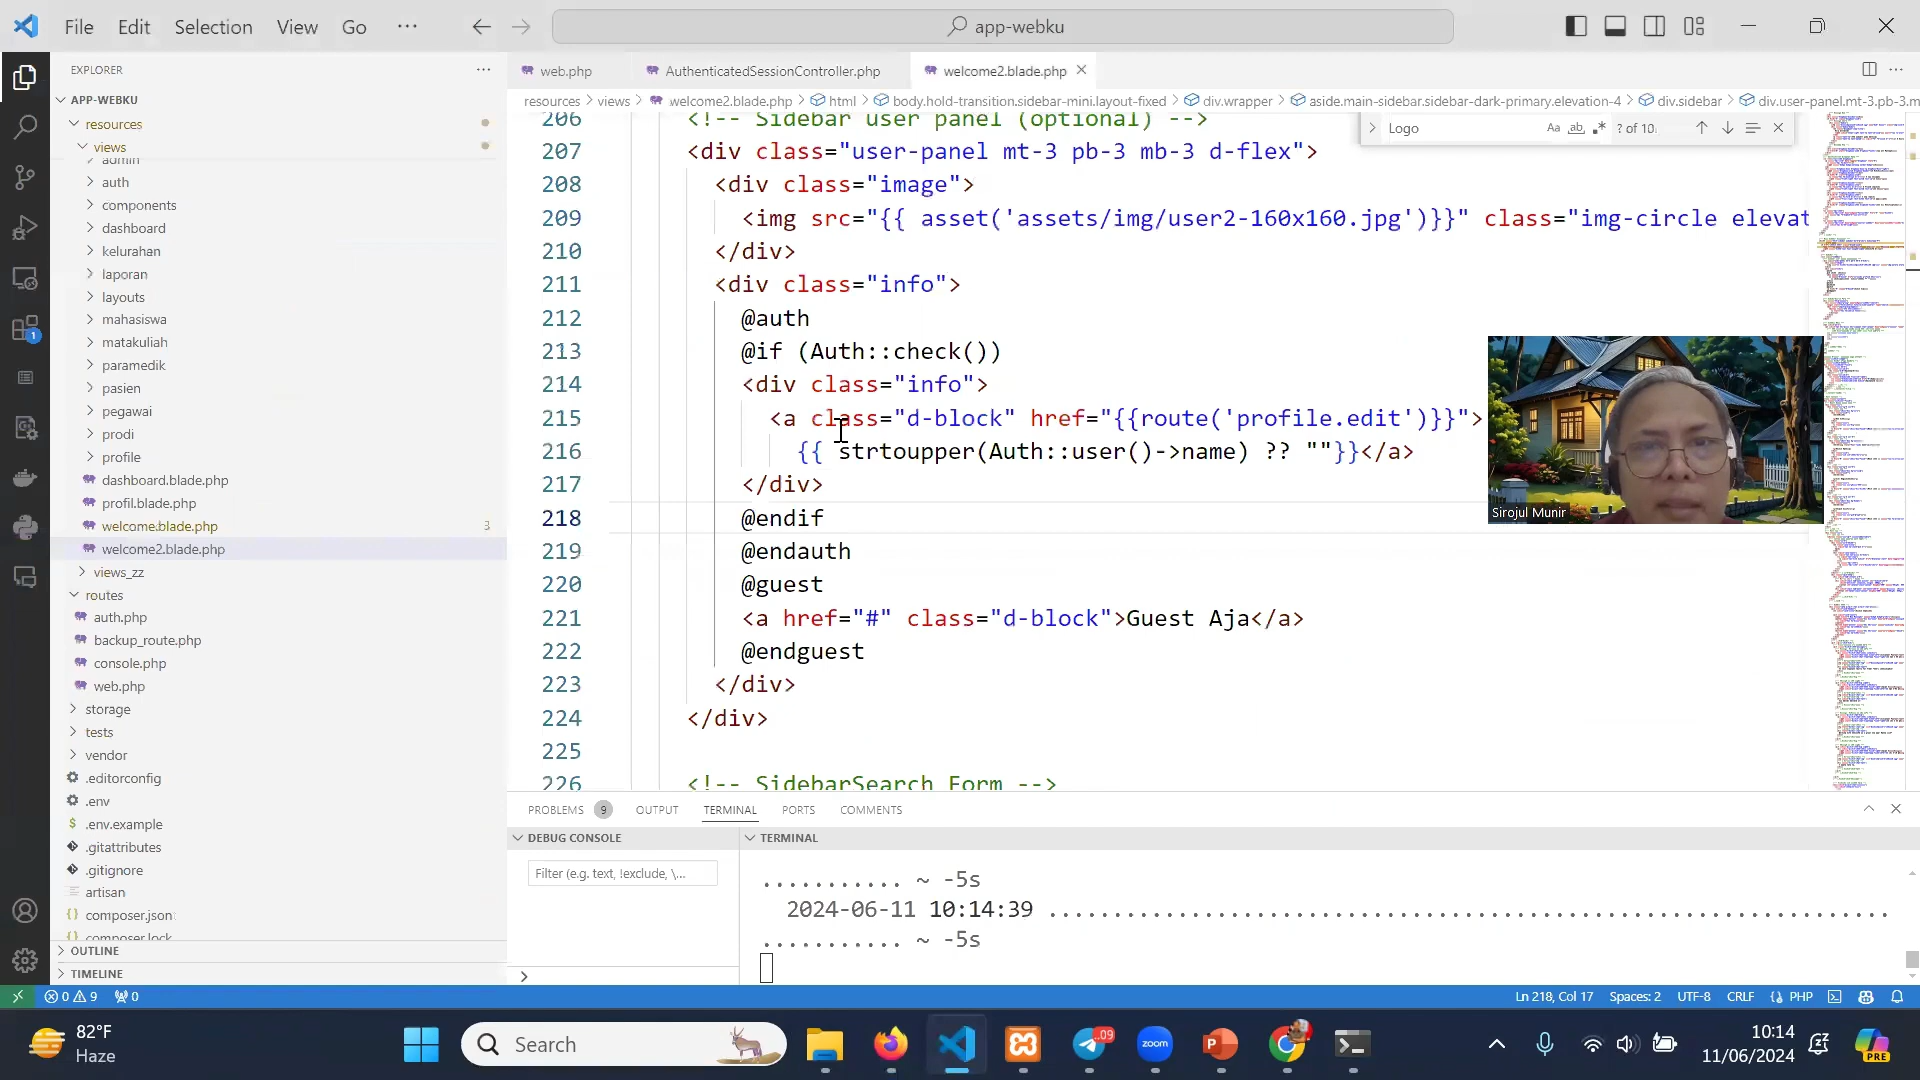 File Edit Selection View Go ... app-webku
EXPLORER ...
APP-WEBKU
resources
views
admin
auth
components
dashboard
kelurahan
laporan
layouts
mahasiswa
matakuliah
paramedik
pasien
pegawai
prodi
profile
dashboard.blade.php
profil.blade.php
welcome.blade.php 3
welcome2.blade.php
views_zz
routes
auth.php
backup_route.php
console.php
web.php
storage
tests
vendor
.editorconfig
.env
.env.example
.gitattributes
.gitignore
artisan
composer.json
composer.lock
OUTLINE
TIMELINE
1
web.php AuthenticatedSessionController.php welcome2.blade.php
resources > views > welcome2.blade.php > html > body.hold-transition.sidebar-mini.layout-fixed > div.wrapper > aside.main-sidebar.sidebar-dark-primary.elevation-4 > div.sidebar > div.user-panel.mt-3.pb-3.m
Logo Aa ab ? of 10
206 <!-- Sidebar user panel (optional) -->
207 <div class="user-panel mt-3 pb-3 mb-3 d-flex">
208 <div class="image">
209 <img src="{{ asset('assets/img/user2-160x160.jpg')}}" class="img-circle elevat
210 </div>
211 <div class="info">
212 @auth
213 @if (Auth::check())
214 <div class="info">
215 <a class="d-block" href="{{route('profile.edit')}}">
216 {{ strtoupper(Auth::user()->name) ?? ""}}</a>
217 </div>
218 @endif
219 @endauth
220 @guest
221 <a href="#" class="d-block">Guest Aja</a>
222 @endguest
223 </div>
224 </div>
225
226 <!-- SidebarSearch Form -->
Sirojul Munir
PROBLEMS 9 OUTPUT TERMINAL PORTS COMMENTS
DEBUG CONSOLE
Filter (e.g. text, !exclude, \...
TERMINAL
........... ~ -5s
2024-06-11 10:14:39 ..............................................................
........... ~ -5s
0 9 0 Ln 218, Col 17 Spaces: 2 UTF-8 CRLF PHP
82°F
Haze
Search
09
zoom
PRE
10:14
11/06/2024